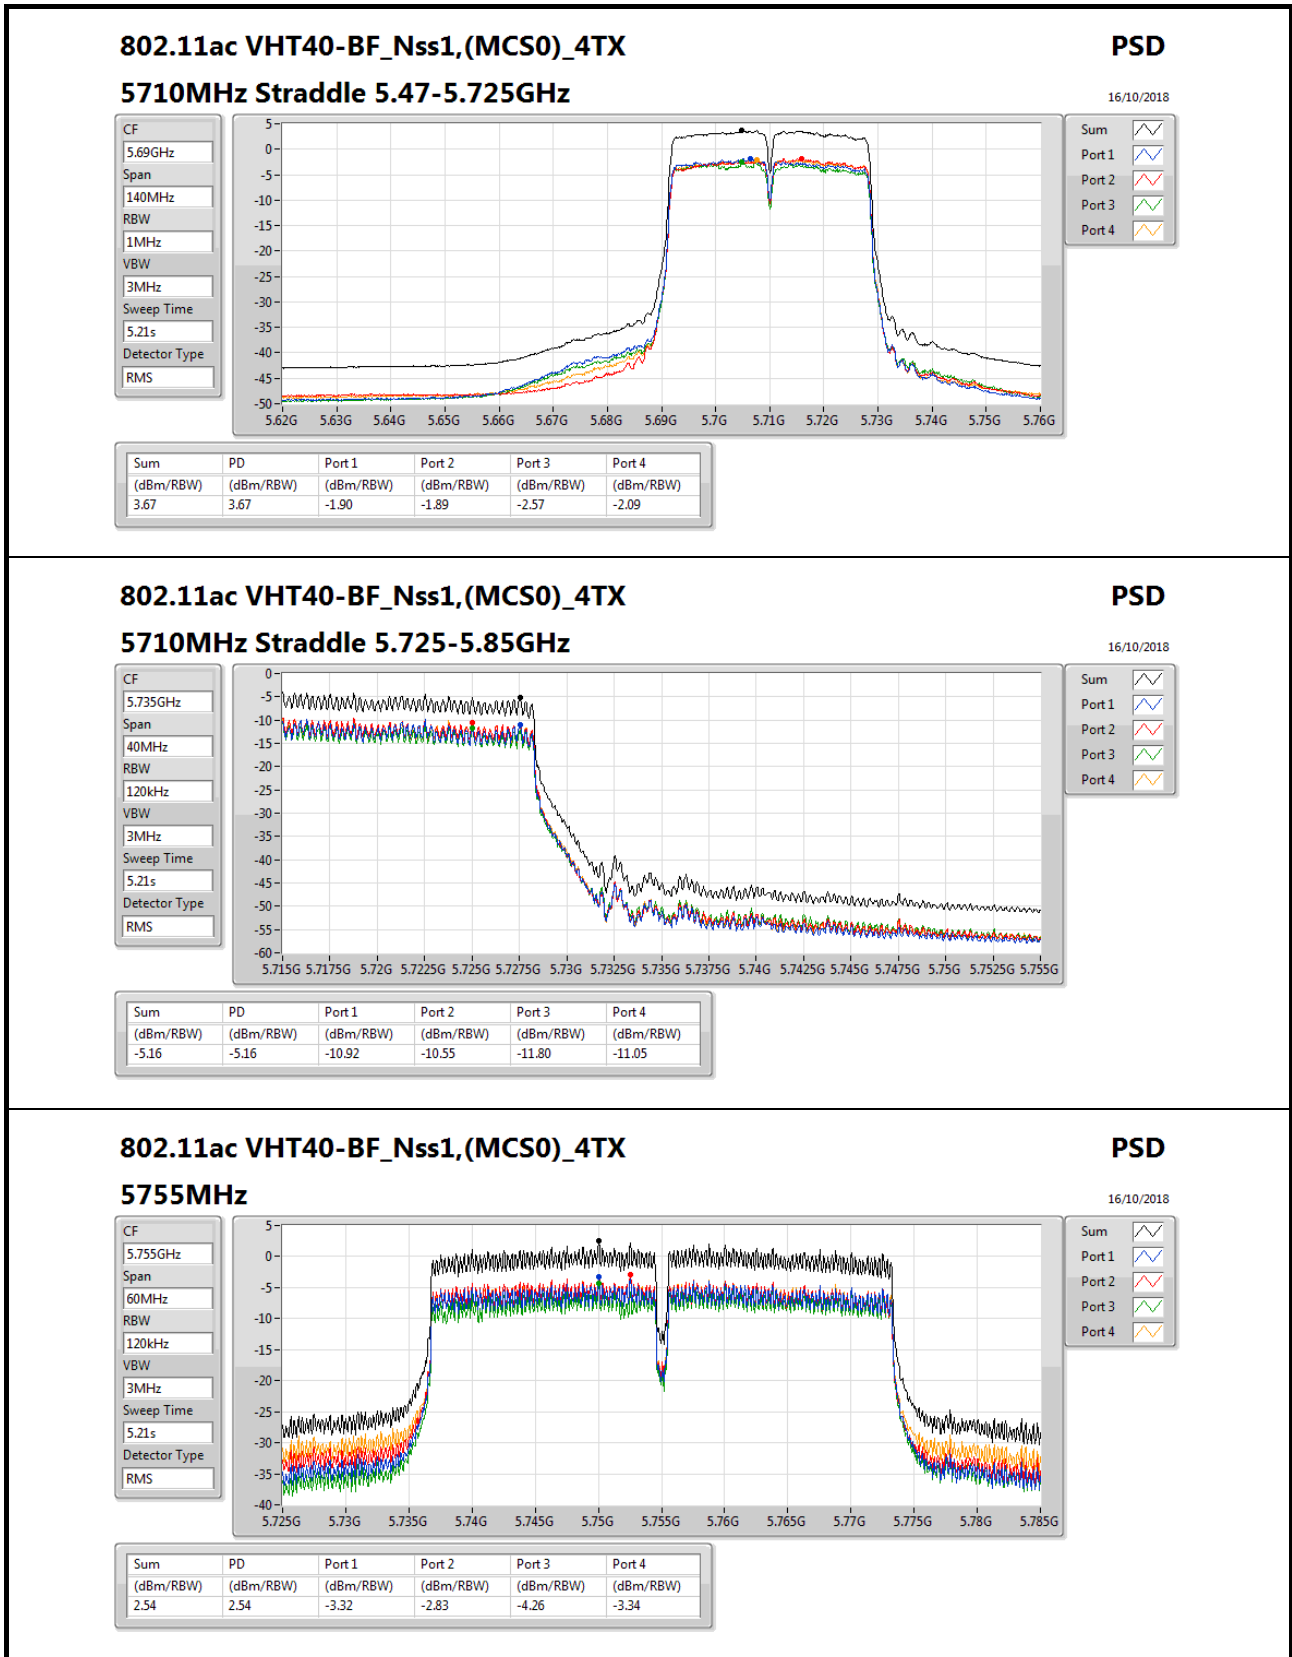 802.11ac VHT40-BF_Nss1,(MCS0)_4TX PSD
5710MHz Straddle 5.47-5.725GHz 16/10/2018
CF
5.69GHz
Span
140MHz
RBW
1MHz
VBW
3MHz
Sweep Time
5.21s
Detector Type
RMS
5
0
-5
-10
-15
-20
-25
-30
-35
-40
-45
-50
5.62G 5.63G 5.64G 5.65G 5.66G 5.67G 5.68G 5.69G 5.7G 5.71G 5.72G 5.73G 5.74G 5.75G 5.76G
Sum
Port 1
Port 2
Port 3
Port 4
Sum PD Port 1 Port 2 Port 3 Port 4
(dBm/RBW) (dBm/RBW) (dBm/RBW) (dBm/RBW) (dBm/RBW) (dBm/RBW)
3.67 3.67 -1.90 -1.89 -2.57 -2.09
802.11ac VHT40-BF_Nss1,(MCS0)_4TX PSD
5710MHz Straddle 5.725-5.85GHz 16/10/2018
CF
5.735GHz
Span
40MHz
RBW
120kHz
VBW
3MHz
Sweep Time
5.21s
Detector Type
RMS
0
-5
-10
-15
-20
-25
-30
-35
-40
-45
-50
-55
-60
5.715G 5.7175G 5.72G 5.7225G 5.725G 5.7275G 5.73G 5.7325G 5.735G 5.7375G 5.74G 5.7425G 5.745G 5.7475G 5.75G 5.7525G 5.755G
Sum
Port 1
Port 2
Port 3
Port 4
Sum PD Port 1 Port 2 Port 3 Port 4
(dBm/RBW) (dBm/RBW) (dBm/RBW) (dBm/RBW) (dBm/RBW) (dBm/RBW)
-5.16 -5.16 -10.92 -10.55 -11.80 -11.05
802.11ac VHT40-BF_Nss1,(MCS0)_4TX PSD
5755MHz 16/10/2018
CF
5.755GHz
Span
60MHz
RBW
120kHz
VBW
3MHz
Sweep Time
5.21s
Detector Type
RMS
5
0
-5
-10
-15
-20
-25
-30
-35
-40
5.725G 5.73G 5.735G 5.74G 5.745G 5.75G 5.755G 5.76G 5.765G 5.77G 5.775G 5.78G 5.785G
Sum
Port 1
Port 2
Port 3
Port 4
Sum PD Port 1 Port 2 Port 3 Port 4
(dBm/RBW) (dBm/RBW) (dBm/RBW) (dBm/RBW) (dBm/RBW) (dBm/RBW)
2.54 2.54 -3.32 -2.83 -4.26 -3.34